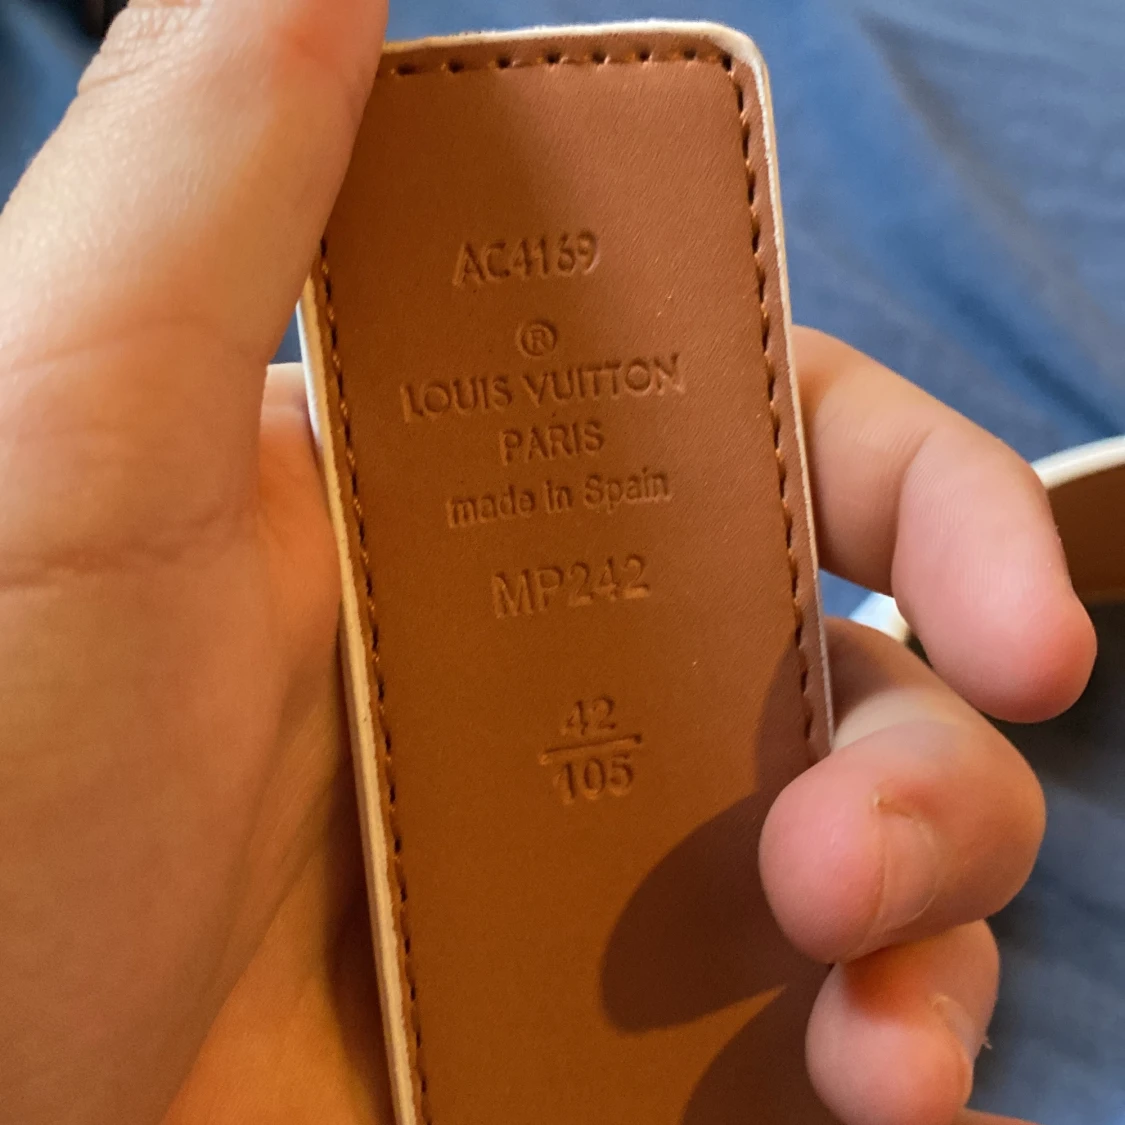 AC4169
®
LOUIS VUITTON
PARIS
made in Spain
MP242
42
105